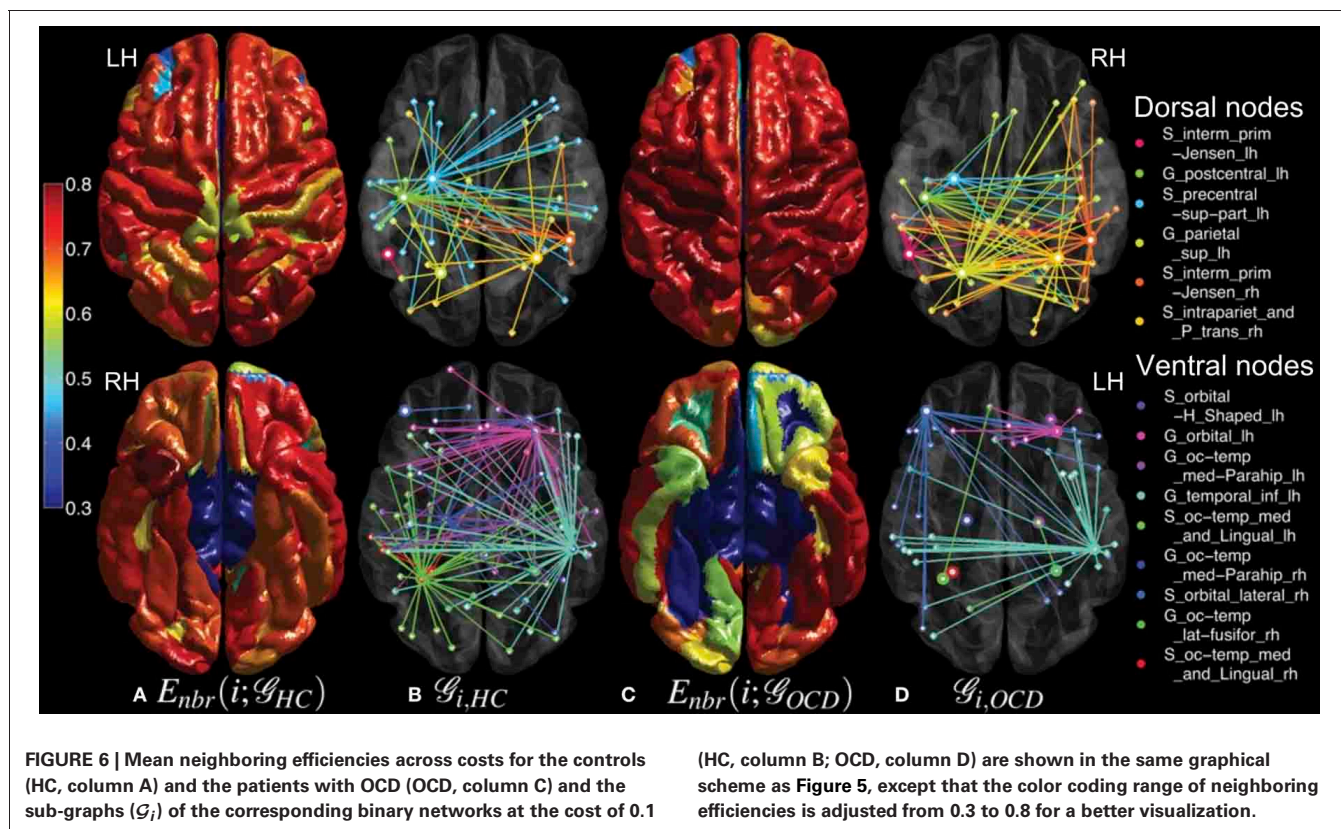 LH
RH
0.8
0.7
0.6
0.5
0.4
0.3
Dorsal nodes
S_interm_prim
-Jensen_lh
G_postcentral_lh
S_precentral
-sup-part_lh
G_parietal
_sup_lh
S_interm_prim
-Jensen_rh
S_intrapariet_and
_P_trans_rh
RH
LH
Ventral nodes
S_orbital
-H_Shaped_lh
G_orbital_lh
G_oc-temp
_med-Parahip_lh
G_temporal_inf_lh
S_oc-temp_med
_and_Lingual_lh
G_oc-temp
_med-Parahip_rh
S_orbital_lateral_rh
G_oc-temp
_lat-fusifor_rh
S_oc-temp_med
_and_Lingual_rh
A E_nbr(i;𝒢_HC) B 𝒢_i,HC C E_nbr(i;𝒢_OCD) D 𝒢_i,OCD
FIGURE 6 | Mean neighboring efficiencies across costs for the controls
(HC, column A) and the patients with OCD (OCD, column C) and the
sub-graphs (𝒢_i) of the corresponding binary networks at the cost of 0.1
(HC, column B; OCD, column D) are shown in the same graphical
scheme as Figure 5, except that the color coding range of neighboring
efficiencies is adjusted from 0.3 to 0.8 for a better visualization.